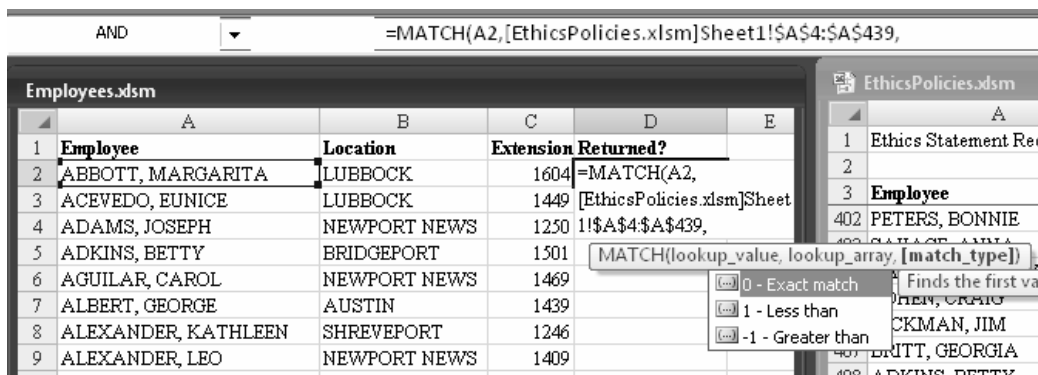 AND =MATCH(A2,[EthicsPolicies.xlsm]Sheet1!$A$4:$A$439,
Employees.xlsm
A B C D E
1 Employee Location Extension Returned?
2 ABBOTT, MARGARITA LUBBOCK 1604 =MATCH(A2,
3 ACEVEDO, EUNICE LUBBOCK 1449 [EthicsPolicies.xlsm]Sheet
4 ADAMS, JOSEPH NEWPORT NEWS 1250 1!$A$4:$A$439,
5 ADKINS, BETTY BRIDGEPORT 1501
6 AGUILAR, CAROL NEWPORT NEWS 1469
7 ALBERT, GEORGE AUSTIN 1439
8 ALEXANDER, KATHLEEN SHREVEPORT 1246
9 ALEXANDER, LEO NEWPORT NEWS 1409
MATCH(lookup_value, lookup_array, [match_type])
0 - Exact match
1 - Less than
-1 - Greater than
Finds the first va
EthicsPolicies.xlsm
A
1 Ethics Statement Rec
2
3 Employee
402 PETERS, BONNIE
CRAIG
JIM
BRITT, GEORGIA
ADKINS, BETTY